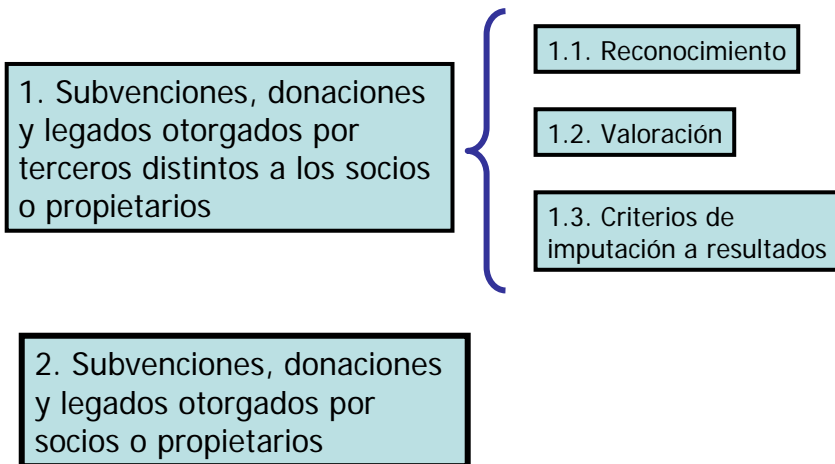 1. Subvenciones, donaciones
y legados otorgados por
terceros distintos a los socios
o propietarios
1.1. Reconocimiento
1.2. Valoración
1.3. Criterios de
imputación a resultados
2. Subvenciones, donaciones
y legados otorgados por
socios o propietarios